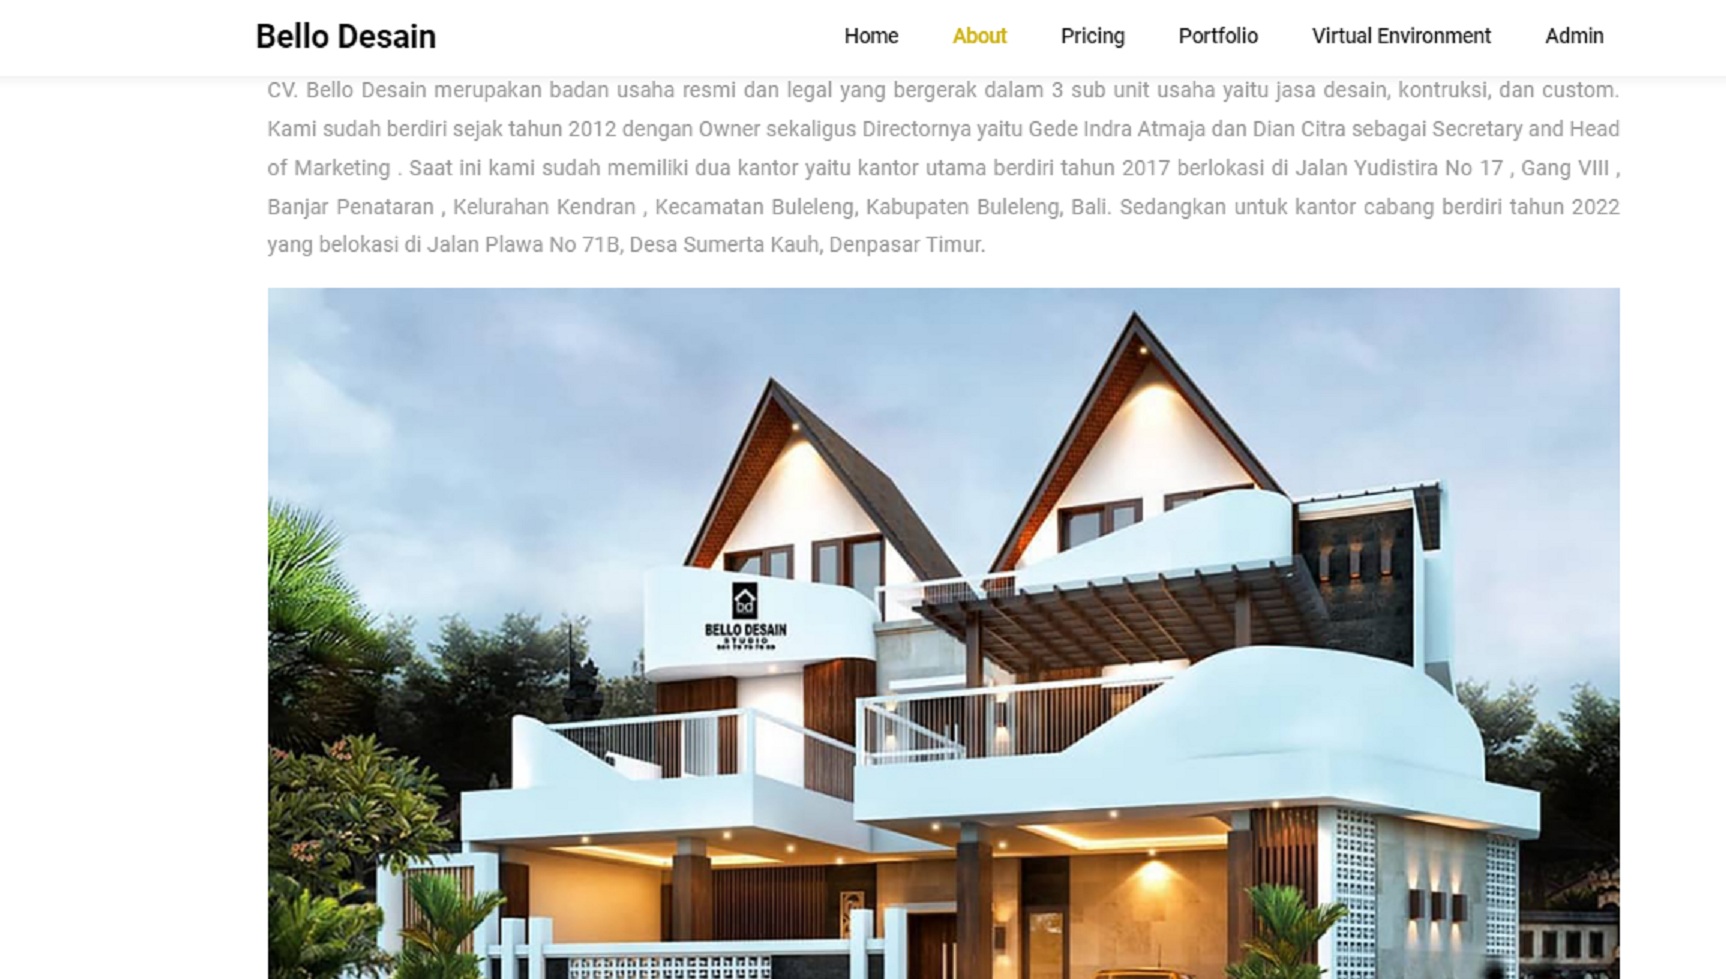 Bello Desain
Home About Pricing Portfolio Virtual Environment Admin
CV. Bello Desain merupakan badan usaha resmi dan legal yang bergerak dalam 3 sub unit usaha yaitu jasa desain, kontruksi, dan custom.
Kami sudah berdiri sejak tahun 2012 dengan Owner sekaligus Directornya yaitu Gede Indra Atmaja dan Dian Citra sebagai Secretary and Head
of Marketing . Saat ini kami sudah memiliki dua kantor yaitu kantor utama berdiri tahun 2017 berlokasi di Jalan Yudistira No 17 , Gang VIII ,
Banjar Penataran , Kelurahan Kendran , Kecamatan Buleleng, Kabupaten Buleleng, Bali. Sedangkan untuk kantor cabang berdiri tahun 2022
yang belokasi di Jalan Plawa No 71B, Desa Sumerta Kauh, Denpasar Timur.
bd
BELLO DESAIN
STUDIO